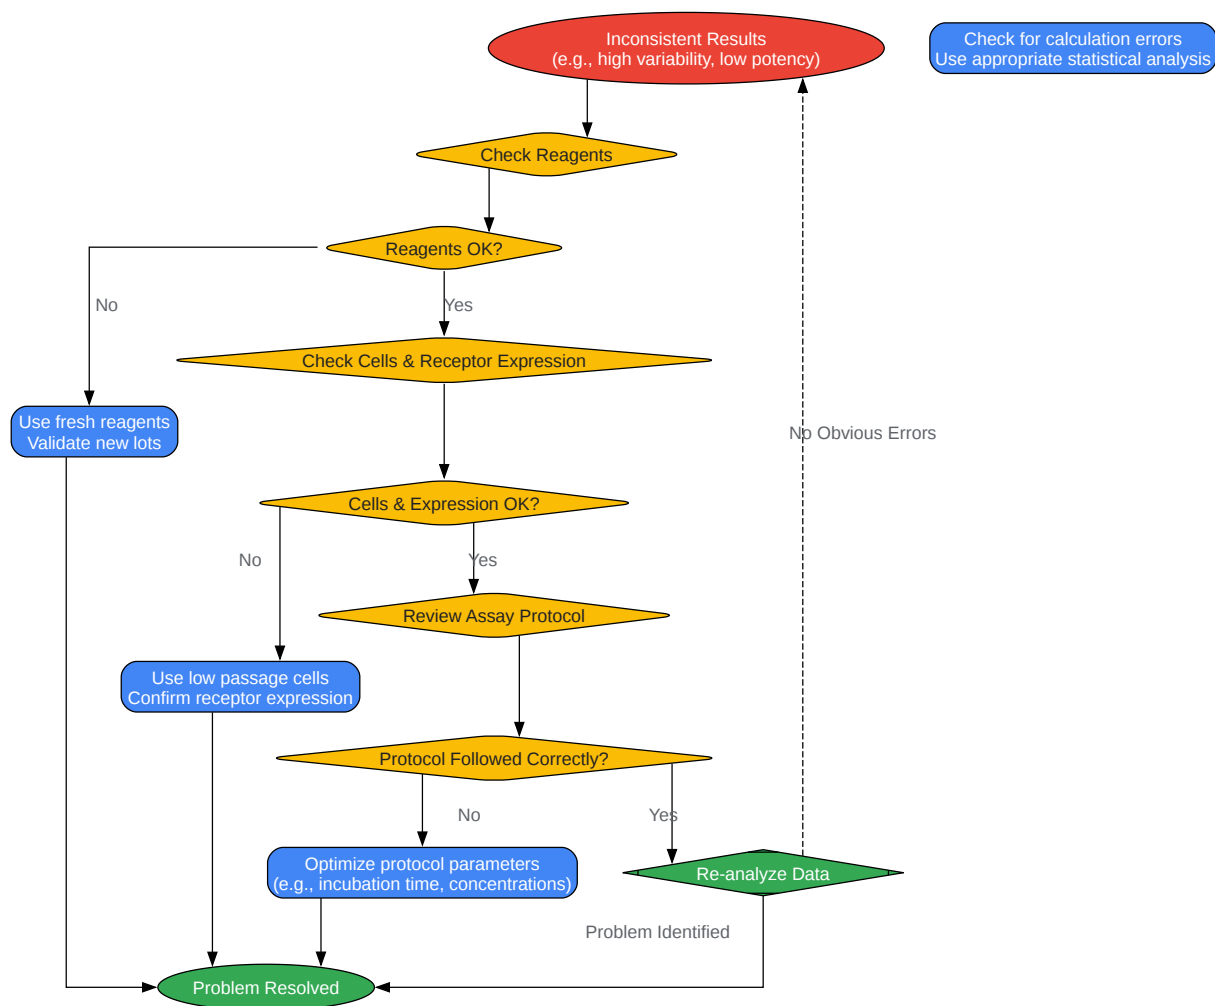 Inconsistent Results
(e.g., high variability, low potency)
Check for calculation errors
Use appropriate statistical analysis
Check Reagents
Reagents OK?
No
Yes
Check Cells & Receptor Expression
Use fresh reagents
Validate new lots
No Obvious Errors
Cells & Expression OK?
No
Yes
Review Assay Protocol
Use low passage cells
Confirm receptor expression
Protocol Followed Correctly?
No
Yes
Optimize protocol parameters
(e.g., incubation time, concentrations)
Re-analyze Data
Problem Identified
Problem Resolved